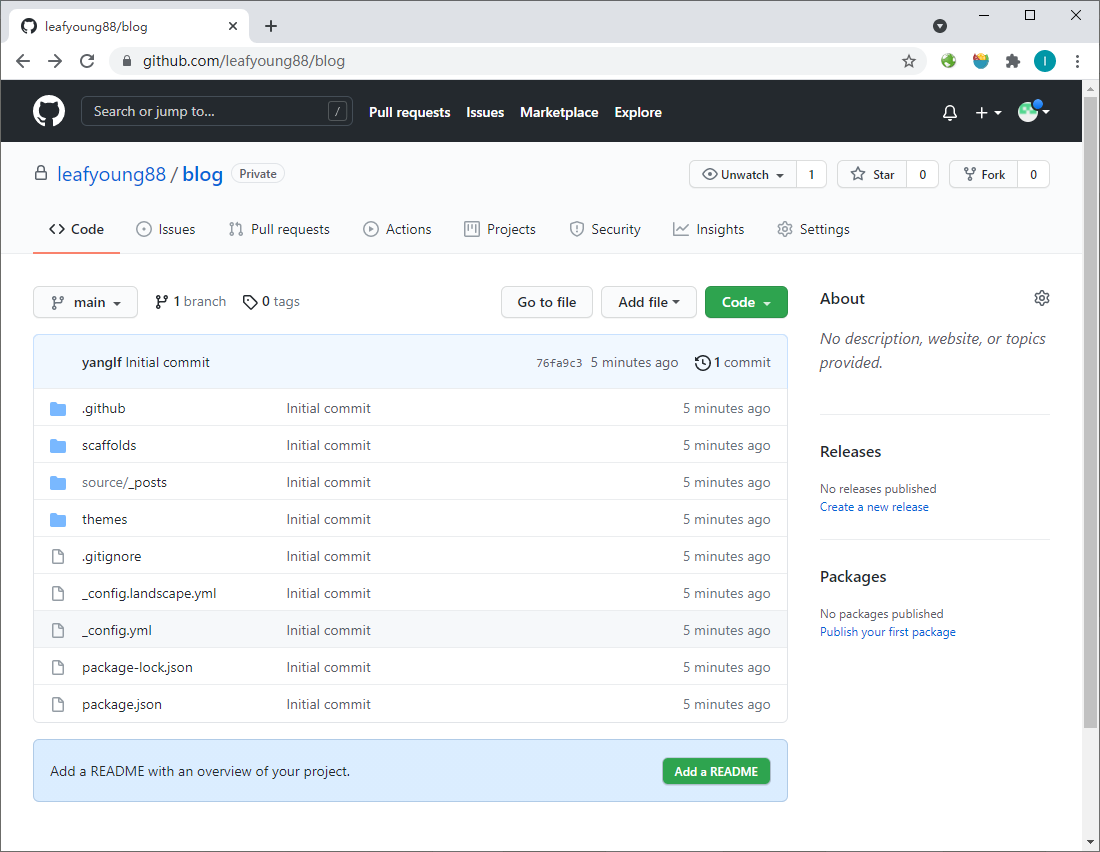 leafyoung88/blog
github.com/leafyoung88/blog
I
Search or jump to...
/
Pull requests
Issues
Marketplace
Explore
leafyoung88 / blog
Private
Unwatch
1
Star
0
Fork
0
Code
Issues
Pull requests
Actions
Projects
Security
Insights
Settings
main
1 branch
0 tags
Go to file
Add file
Code
yanglf Initial commit
76fa9c3 5 minutes ago
1 commit
.github Initial commit 5 minutes ago
scaffolds Initial commit 5 minutes ago
source/_posts Initial commit 5 minutes ago
themes Initial commit 5 minutes ago
.gitignore Initial commit 5 minutes ago
_config.landscape.yml Initial commit 5 minutes ago
_config.yml Initial commit 5 minutes ago
package-lock.json Initial commit 5 minutes ago
package.json Initial commit 5 minutes ago
Add a README with an overview of your project.
Add a README
About
No description, website, or topics
provided.
Releases
No releases published
Create a new release
Packages
No packages published
Publish your first package